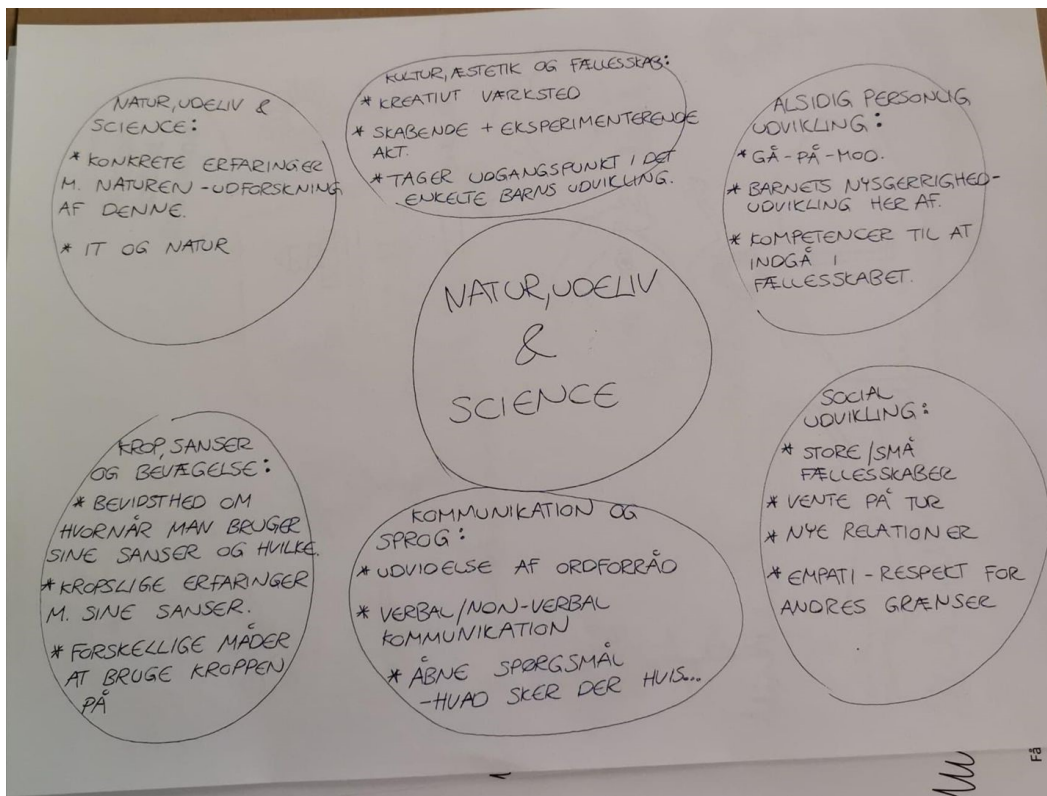 NATUR, UDELIV &
SCIENCE:
* KONKRETE ERFARINGER
M. NATUREN - UDFORSKNING
AF DENNE.
* IT OG NATUR
KULTUR, ÆSTETIK OG FÆLLESSKAB:
* KREATIVT VÆRKSTED
* SKABENDE + EKSPERIMENTERENDE
AKT.
* TAGER UDGANGSPUNKT I DET
ENKELTE BARNS UDVIKLING.
ALSIDIG PERSONLIG
UDVIKLING:
* GÅ-PÅ-MOD.
* BARNETS NYSGERRIGHED -
UDVIKLING HER AF.
* KOMPETENCER TIL AT
INDGÅ I
FÆLLESSKABET.
NATUR, UDELIV
&
SCIENCE
KROP, SANSER
OG BEVÆGELSE:
* BEVIDSTHED OM
HVORNÅR MAN BRUGER
SINE SANSER OG HVILKE.
* KROPSLIGE ERFARINGER
M. SINE SANSER.
* FORSKELLIGE MÅDER
AT BRUGE KROPPEN
PÅ
KOMMUNIKATION OG
SPROG:
* UDVIDELSE AF ORDFORRÅD
* VERBAL/NON-VERBAL
KOMMUNIKATION
* ÅBNE SPØRGSMÅL
- HVAD SKER DER HVIS...
SOCIAL
UDVIKLING:
* STORE/SMÅ
FÆLLESSKABER
* VENTE PÅ TUR
* NYE RELATIONER
* EMPATI - RESPEKT FOR
ANDRES GRÆNSER
Få